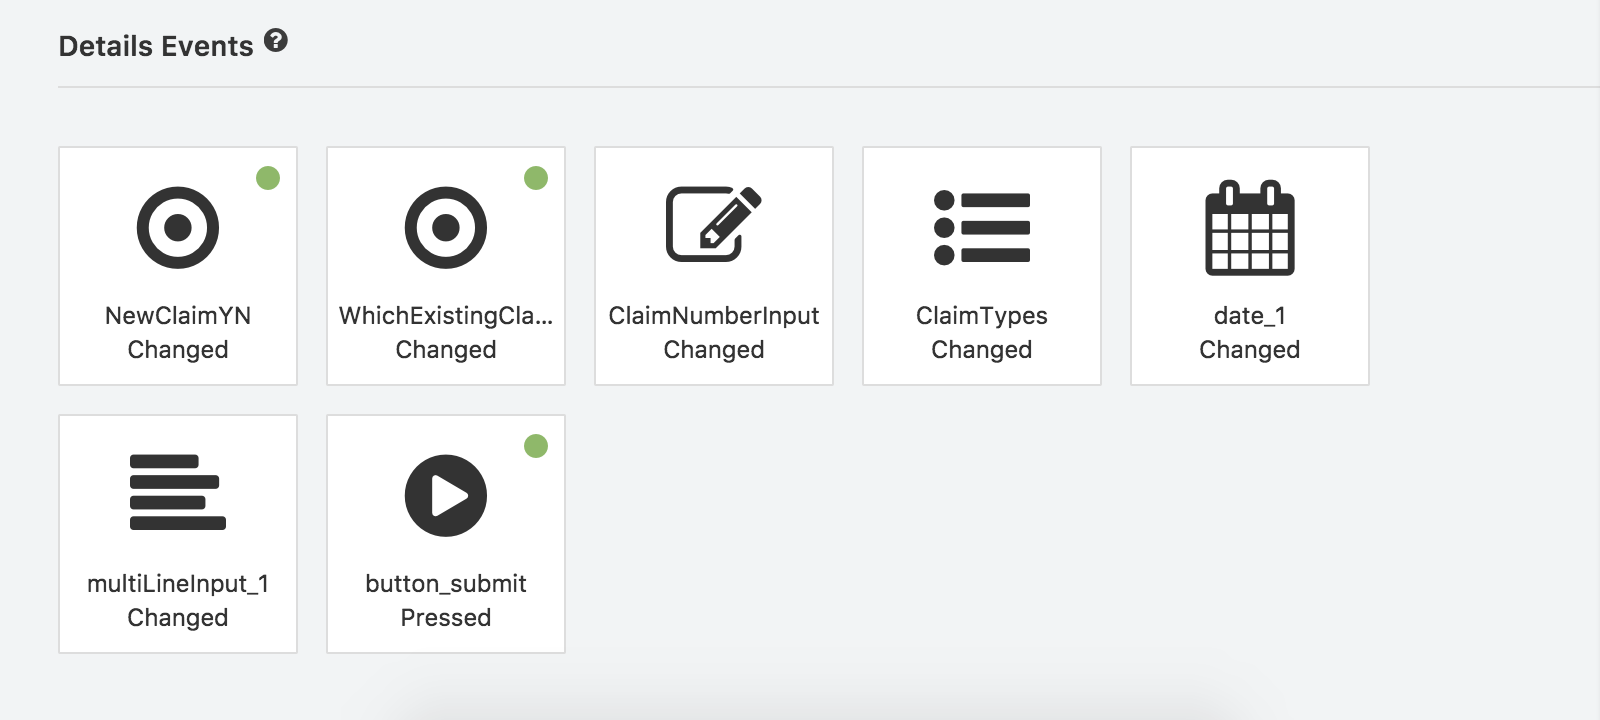 Details Events
NewClaimYN
Changed
WhichExistingCla...
Changed
ClaimNumberInput
Changed
ClaimTypes
Changed
date_1
Changed
multiLineInput_1
Changed
button_submit
Pressed